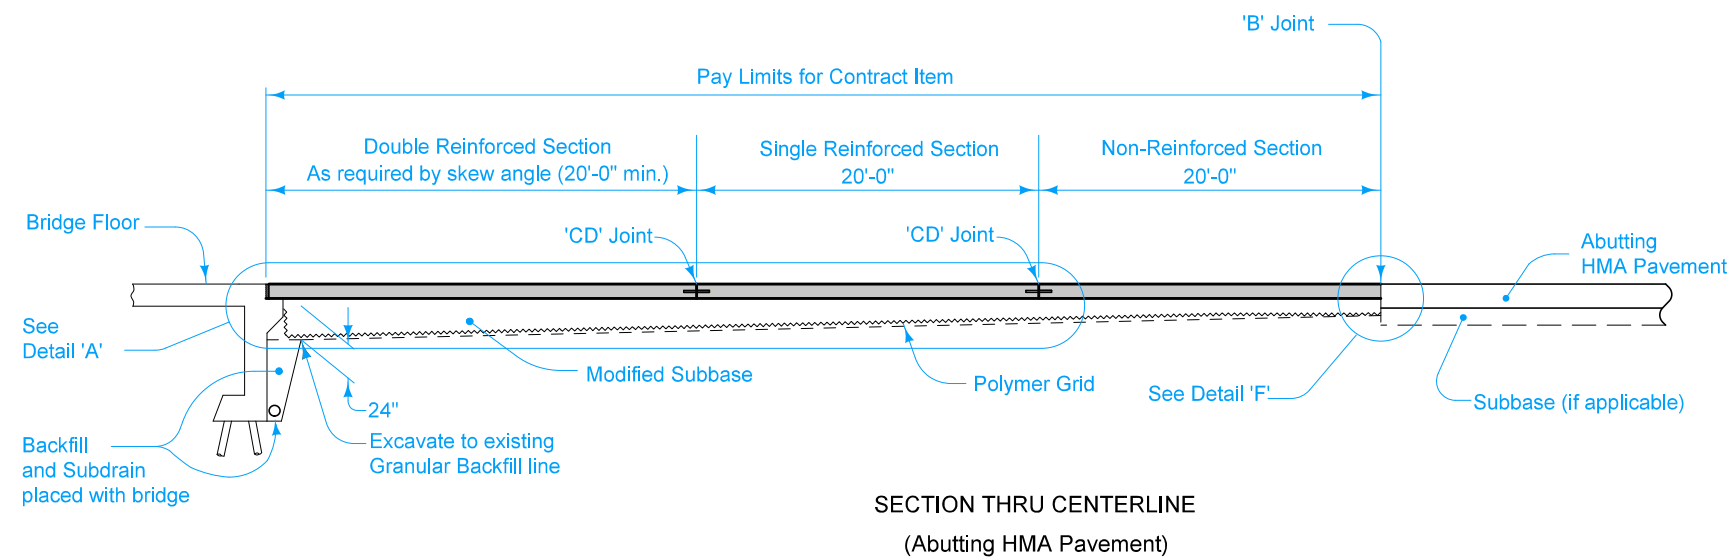 'B' Joint
Pay Limits for Contract Item
Double Reinforced Section
As required by skew angle (20'-0" min.)
Single Reinforced Section
20'-0"
Non-Reinforced Section
20'-0"
Bridge Floor
'CD' Joint
'CD' Joint
Abutting
HMA Pavement
See
Detail 'A'
Modified Subbase
Polymer Grid
See Detail 'F'
Subbase (if applicable)
24"
Backfill
and Subdrain
placed with bridge
Excavate to existing
Granular Backfill line
SECTION THRU CENTERLINE
(Abutting HMA Pavement)